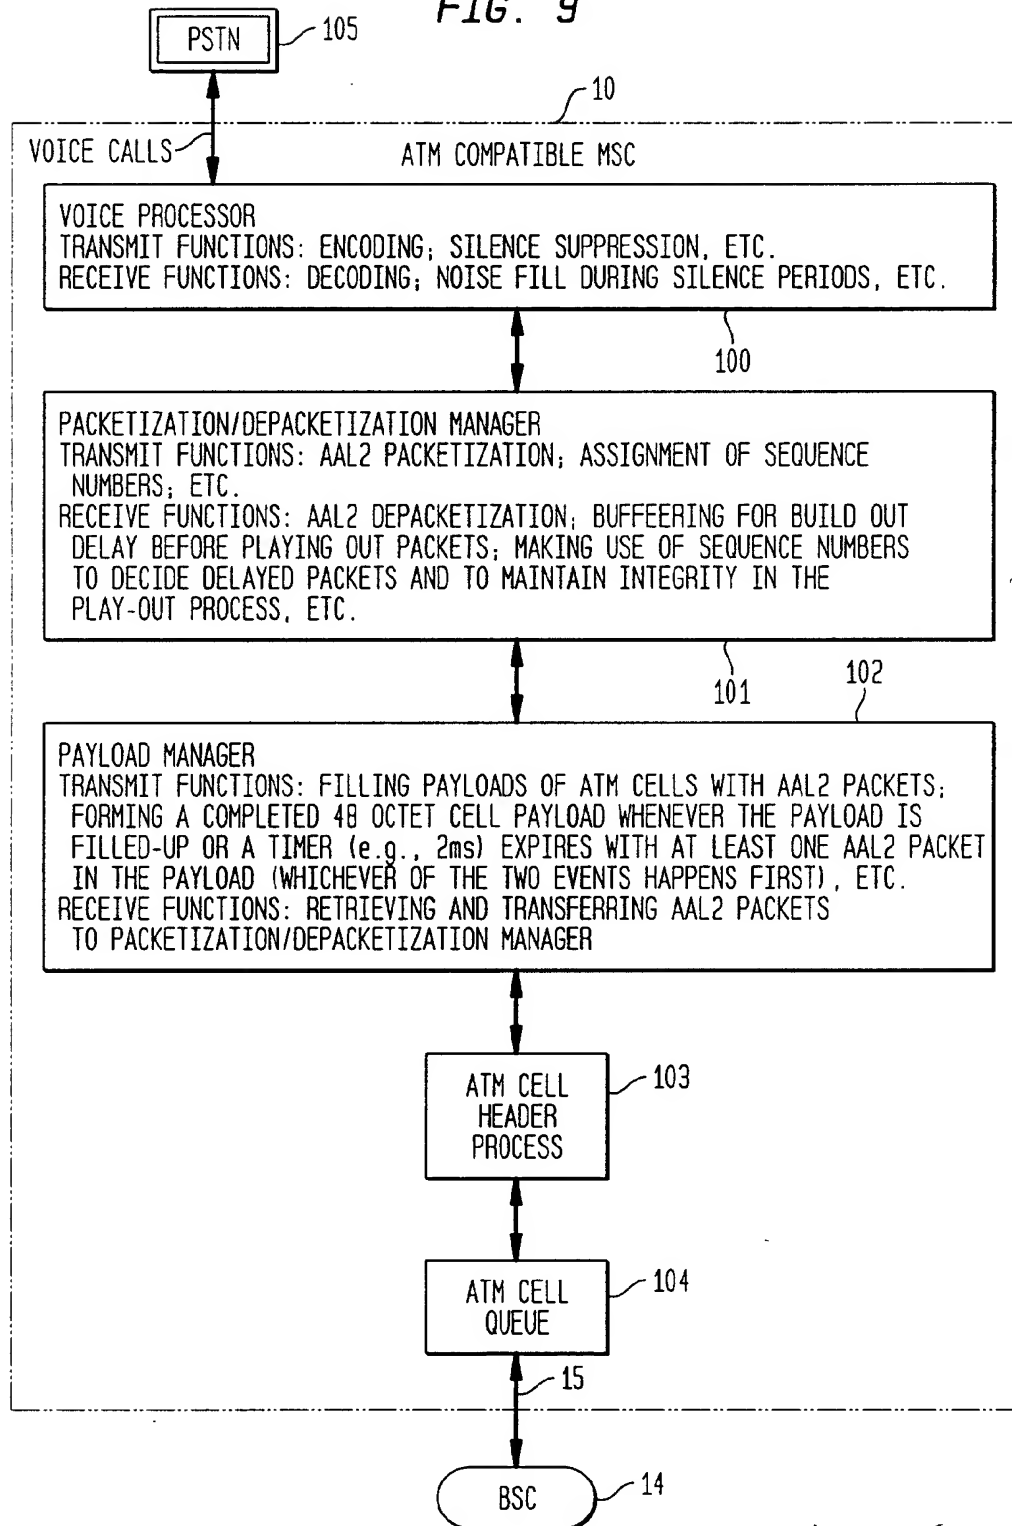 FIG. 9
PSTN
105
10
VOICE CALLS
ATM COMPATIBLE MSC
VOICE PROCESSOR
TRANSMIT FUNCTIONS: ENCODING; SILENCE SUPPRESSION, ETC.
RECEIVE FUNCTIONS: DECODING; NOISE FILL DURING SILENCE PERIODS, ETC.
100
PACKETIZATION/DEPACKETIZATION MANAGER
TRANSMIT FUNCTIONS: AAL2 PACKETIZATION; ASSIGNMENT OF SEQUENCE
NUMBERS; ETC.
RECEIVE FUNCTIONS: AAL2 DEPACKETIZATION; BUFFEERING FOR BUILD OUT
DELAY BEFORE PLAYING OUT PACKETS; MAKING USE OF SEQUENCE NUMBERS
TO DECIDE DELAYED PACKETS AND TO MAINTAIN INTEGRITY IN THE
PLAY-OUT PROCESS, ETC.
101
102
PAYLOAD MANAGER
TRANSMIT FUNCTIONS: FILLING PAYLOADS OF ATM CELLS WITH AAL2 PACKETS;
FORMING A COMPLETED 48 OCTET CELL PAYLOAD WHENEVER THE PAYLOAD IS
FILLED-UP OR A TIMER (e.g., 2ms) EXPIRES WITH AT LEAST ONE AAL2 PACKET
IN THE PAYLOAD (WHICHEVER OF THE TWO EVENTS HAPPENS FIRST), ETC.
RECEIVE FUNCTIONS: RETRIEVING AND TRANSFERRING AAL2 PACKETS
TO PACKETIZATION/DEPACKETIZATION MANAGER
ATM CELL
HEADER
PROCESS
103
ATM CELL
QUEUE
104
15
BSC
14